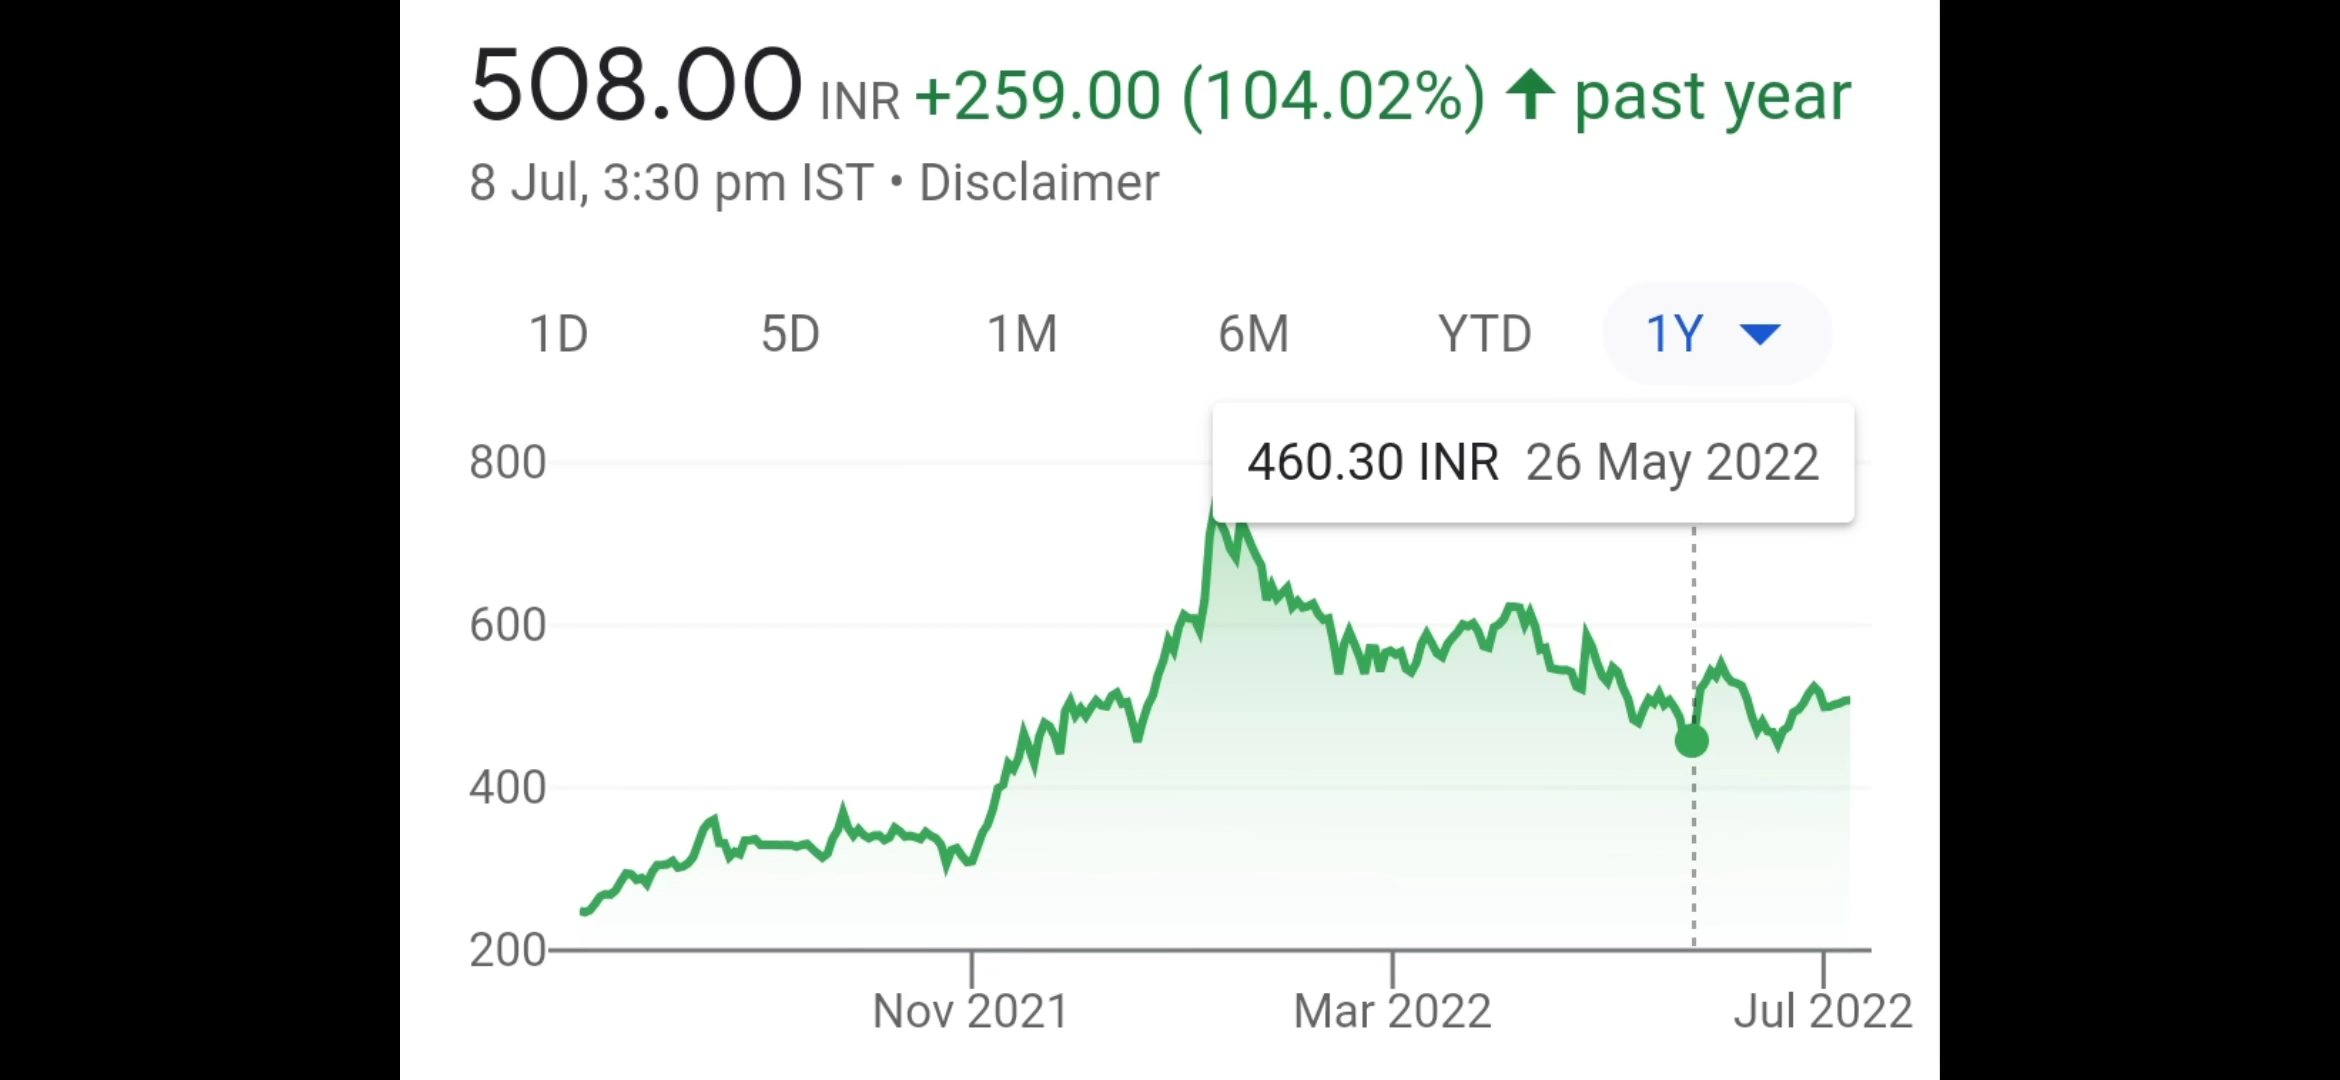 508.00 INR +259.00 (104.02%) ↑ past year
8 Jul, 3:30 pm IST • Disclaimer
1D 5D 1M 6M YTD 1Y
460.30 INR 26 May 2022
800
600
400
200
Nov 2021 Mar 2022 Jul 2022